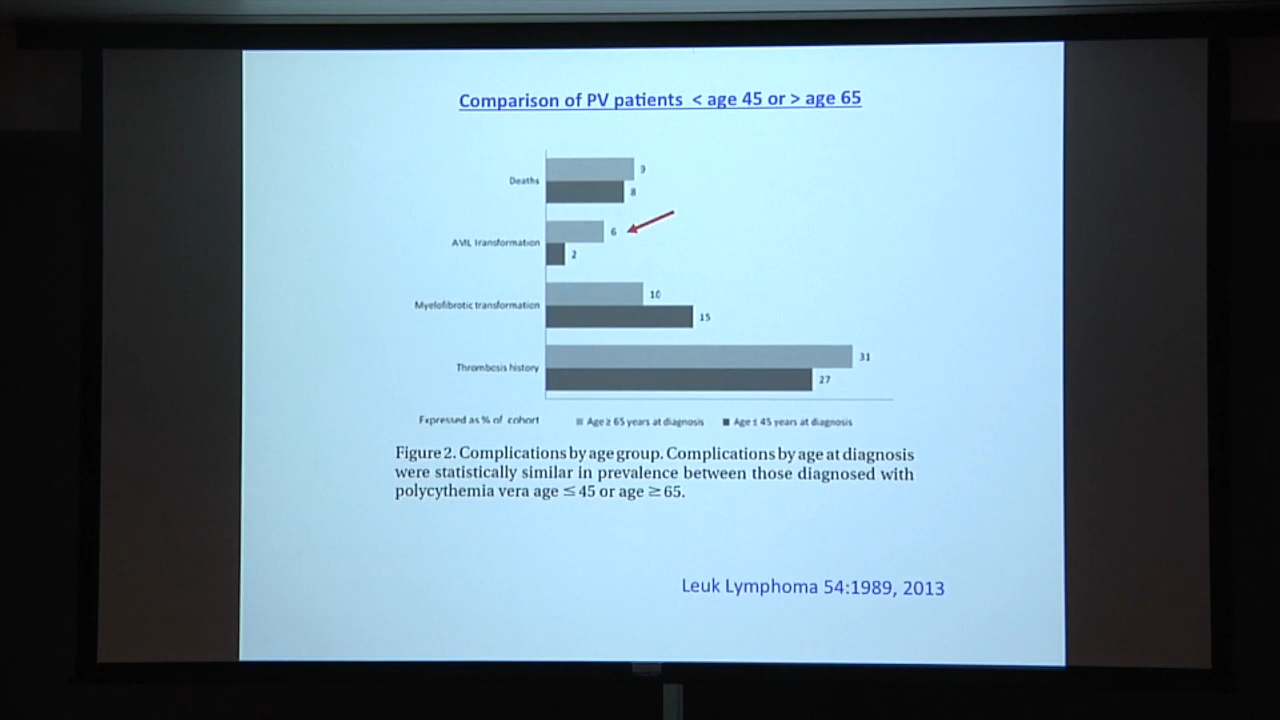 Comparison of PV patients < age 45 or > age 65
Deaths
9
8
AML transformation
6
2
Myelofibrotic transformation
10
15
Thrombosis history
31
27
Expressed as % of cohort
Age ≥ 65 years at diagnosis
Age ≤ 45 years at diagnosis
Figure 2. Complications by age group. Complications by age at diagnosis
were statistically similar in prevalence between those diagnosed with
polycythemia vera age ≤ 45 or age ≥ 65.
Leuk Lymphoma 54:1989, 2013